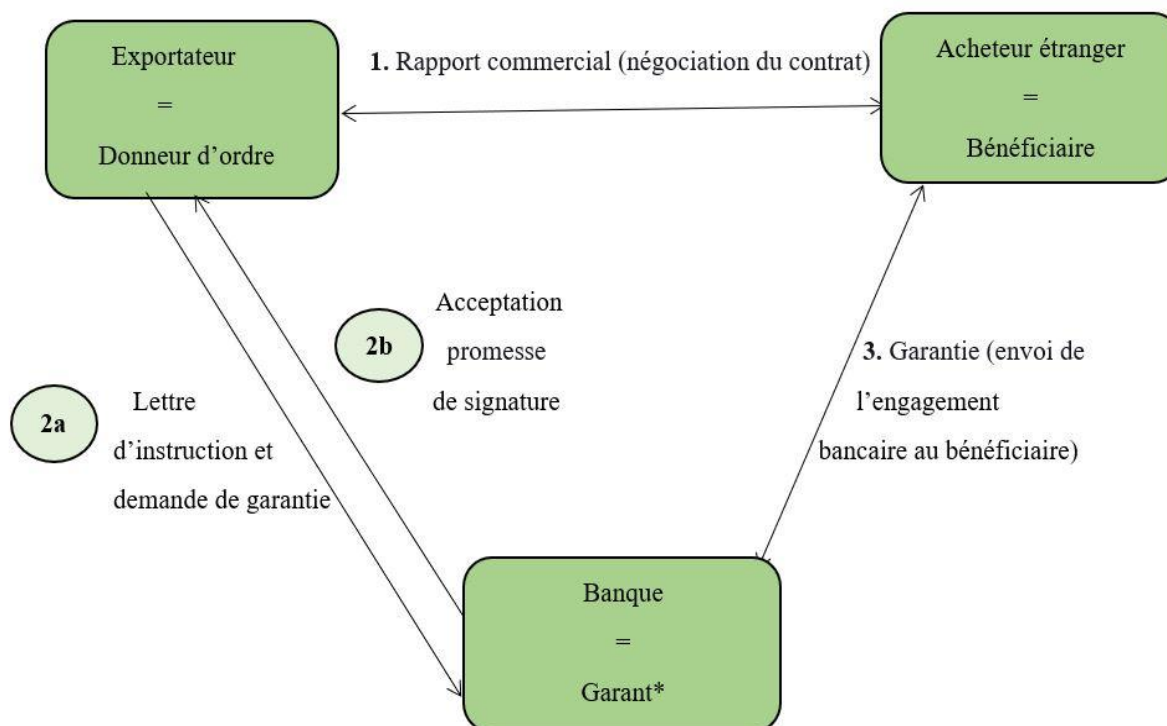 Exportateur
=
Donneur d’ordre
1. Rapport commercial (négociation du contrat)
Acheteur étranger
=
Bénéficiaire
2b
Acceptation
promesse
de signature
3. Garantie (envoi de
l’engagement
bancaire au bénéficiaire)
2a
Lettre
d’instruction et
demande de garantie
Banque
=
Garant*